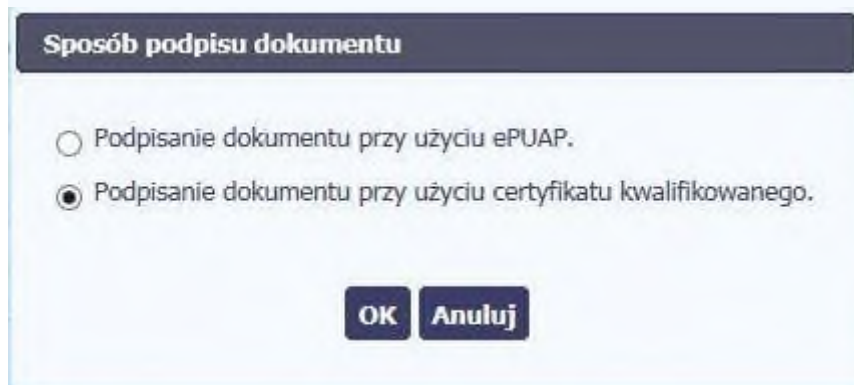 Sposób podpisu dokumentu
Podpisanie dokumentu przy użyciu ePUAP.
Podpisanie dokumentu przy użyciu certyfikatu kwalifikowanego.
OK Anuluj